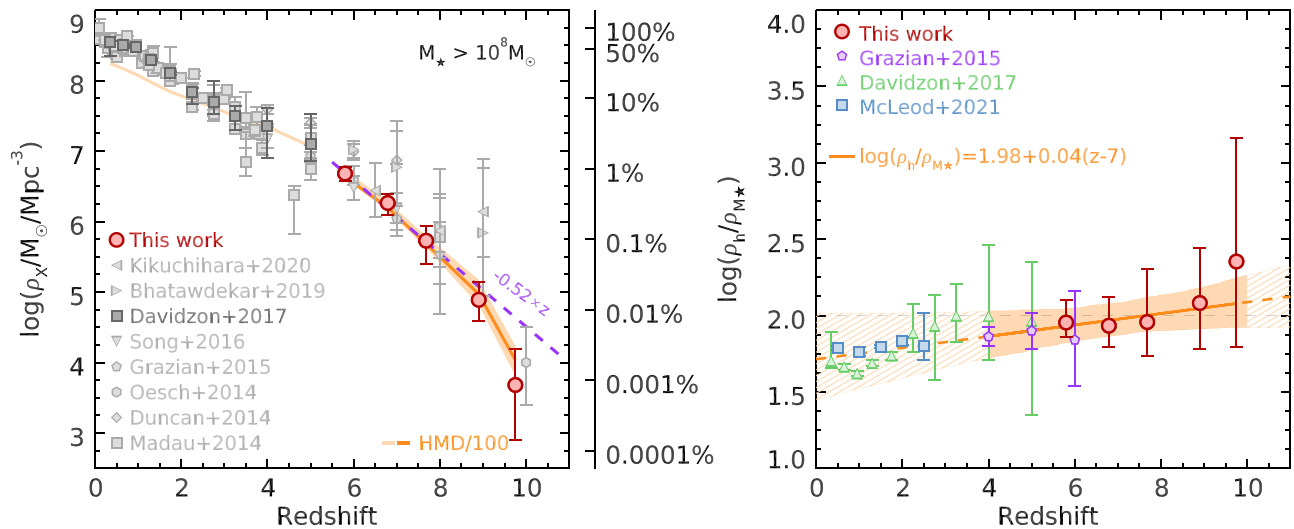 9
8
7
6
5
4
3
log(ρX/M☉/Mpc⁻³)
M★ > 10⁸M☉
This work
Kikuchihara+2020
Bhatawdekar+2019
Davidzon+2017
Song+2016
Grazian+2015
Oesch+2014
Duncan+2014
Madau+2014
-0.52×z
HMD/100
0 2 4 6 8 10
Redshift
100%
50%
10%
1%
0.1%
0.01%
0.001%
0.0001%
4.0
3.5
3.0
2.5
2.0
1.5
1.0
log(ρh/ρM★)
This work
Grazian+2015
Davidzon+2017
McLeod+2021
log(ρh/ρM★)=1.98+0.04(z-7)
0 2 4 6 8 10
Redshift